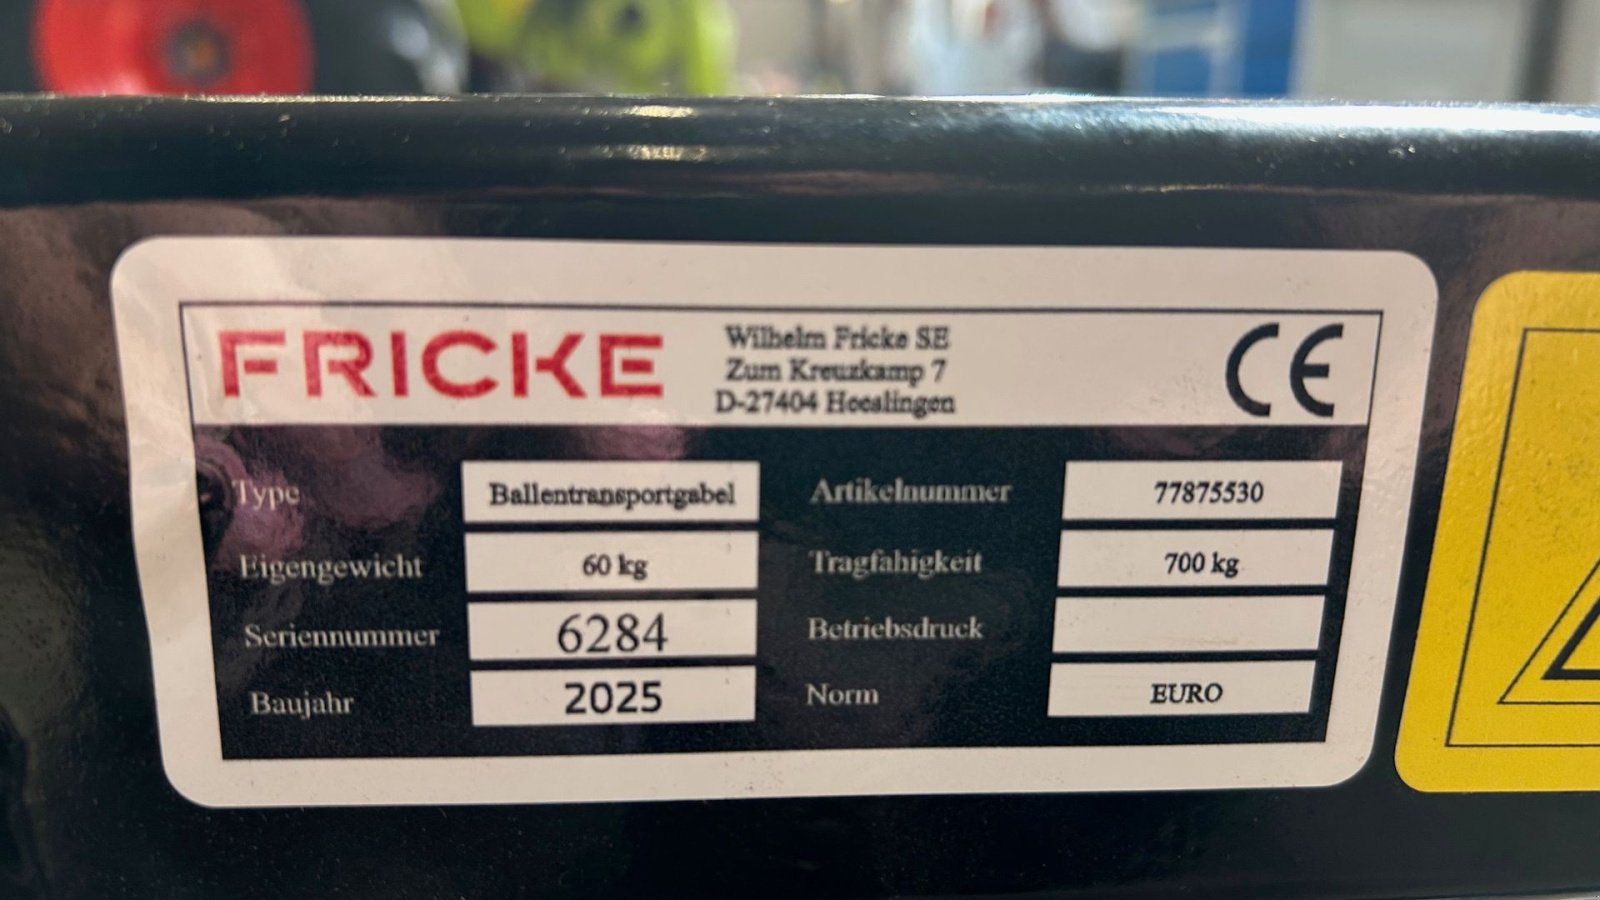 FRICKE
Wilhelm Fricke SE
Zum Kreuzkamp 7
D-27404 Heeslingen
CE
Type Ballentransportgabel Artikelnummer 77875530
Eigengewicht 60 kg Tragfähigkeit 700 kg
Seriennummer 6284 Betriebsdruck
Baujahr 2025 Norm EURO